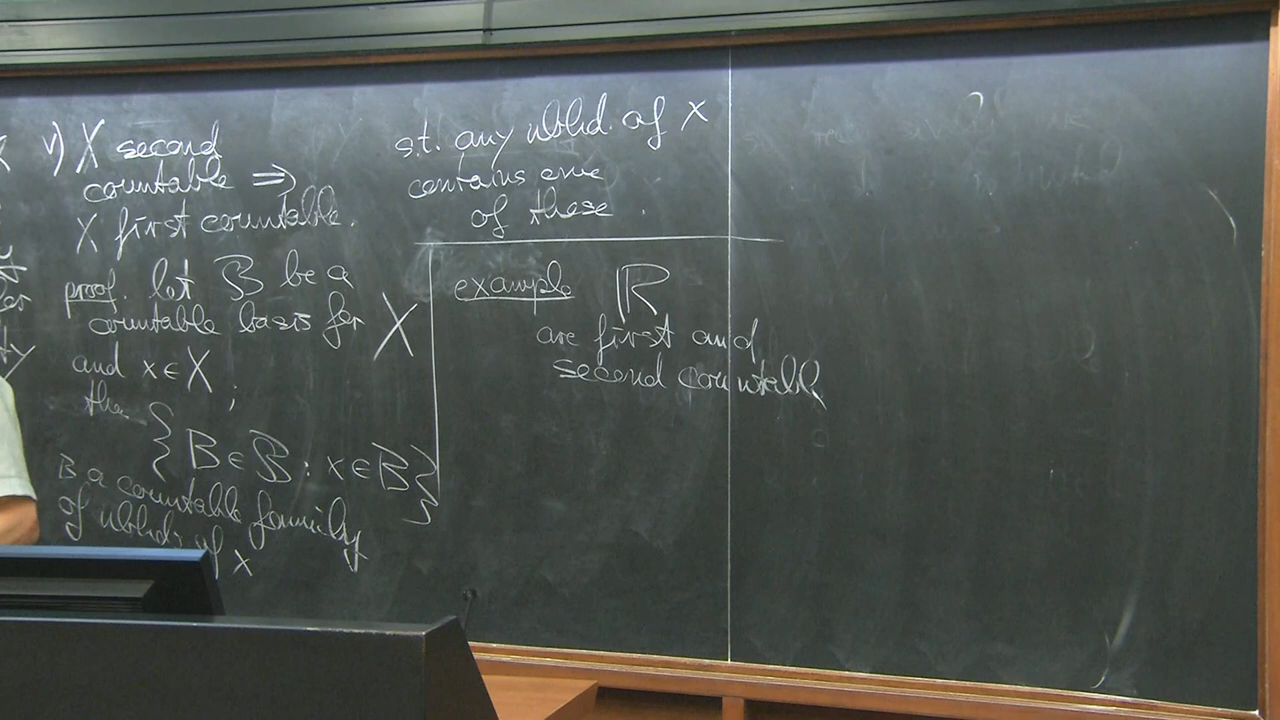 v) X second
countable ⇒
X first countable.
proof. let 𝔅 be a
countable basis for X
and x ∈ X ;
then
{ B ∈ 𝔅 : x ∈ B }
is a countable family
of nbhds of x
s.t. any nbhd. of x
contains one
of these .
example ℝ
are first and
second countable